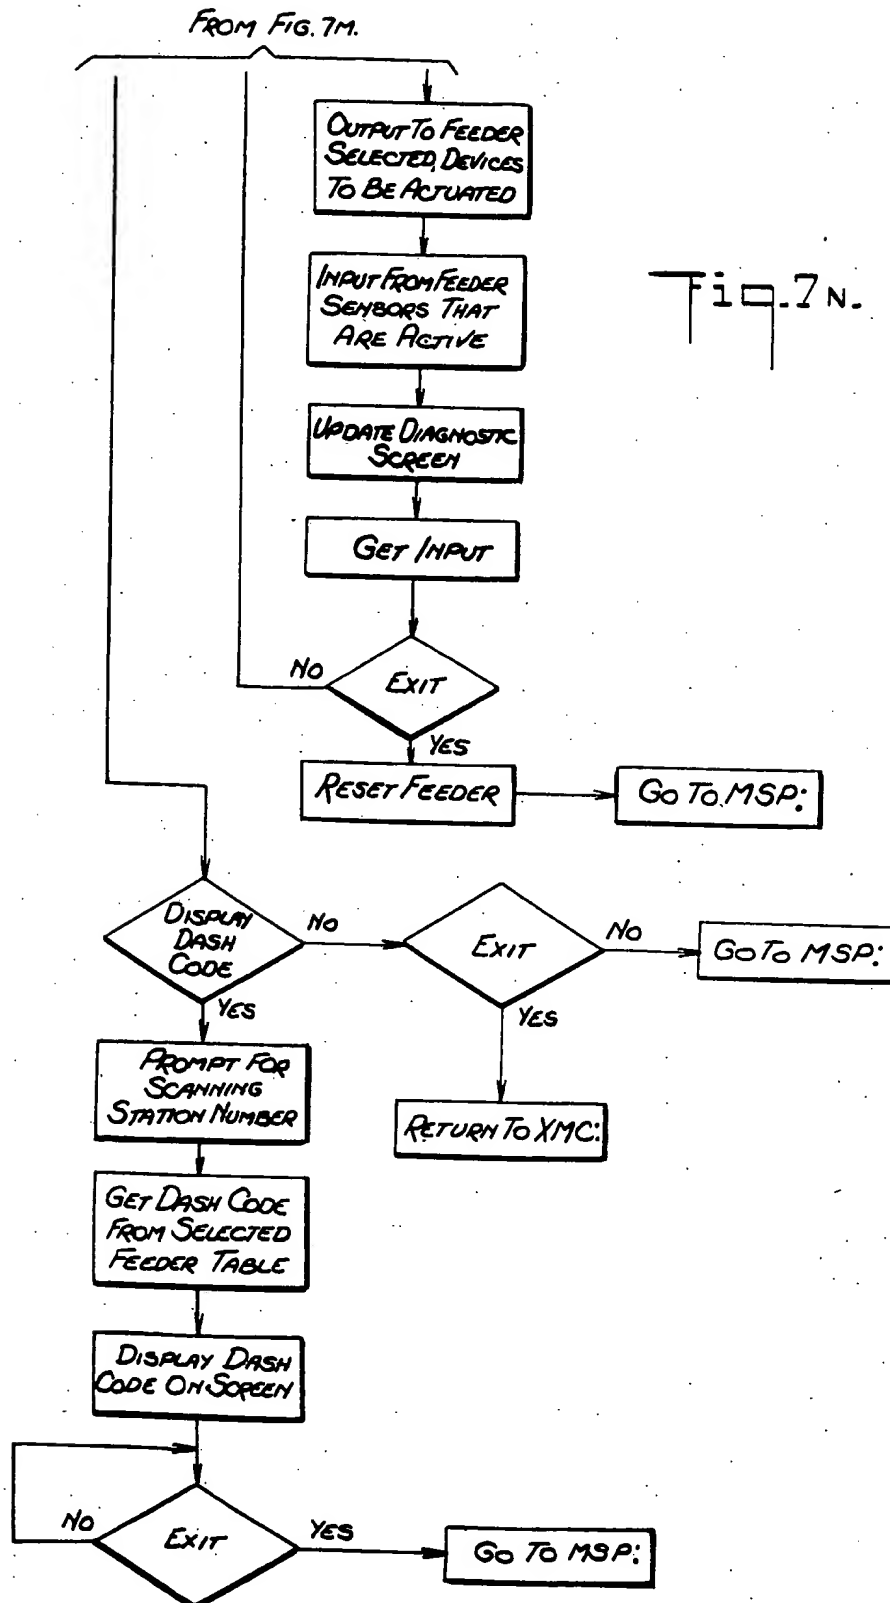 FROM FIG. 7M.
OUTPUT TO FEEDER
SELECTED, DEVICES
TO BE ACTUATED
INPUT FROM FEEDER
SENSORS THAT
ARE ACTIVE
Fig. 7N.
UPDATE DIAGNOSTIC
SCREEN
GET INPUT
NO
EXIT
YES
RESET FEEDER
GO TO MSP:
DISPLAY
DASH
CODE
NO
EXIT
NO
GO TO MSP:
YES
YES
PROMPT FOR
SCANNING
STATION NUMBER
RETURN TO XMC:
GET DASH CODE
FROM SELECTED
FEEDER TABLE
DISPLAY DASH
CODE ON SCREEN
NO
EXIT
YES
GO TO MSP: